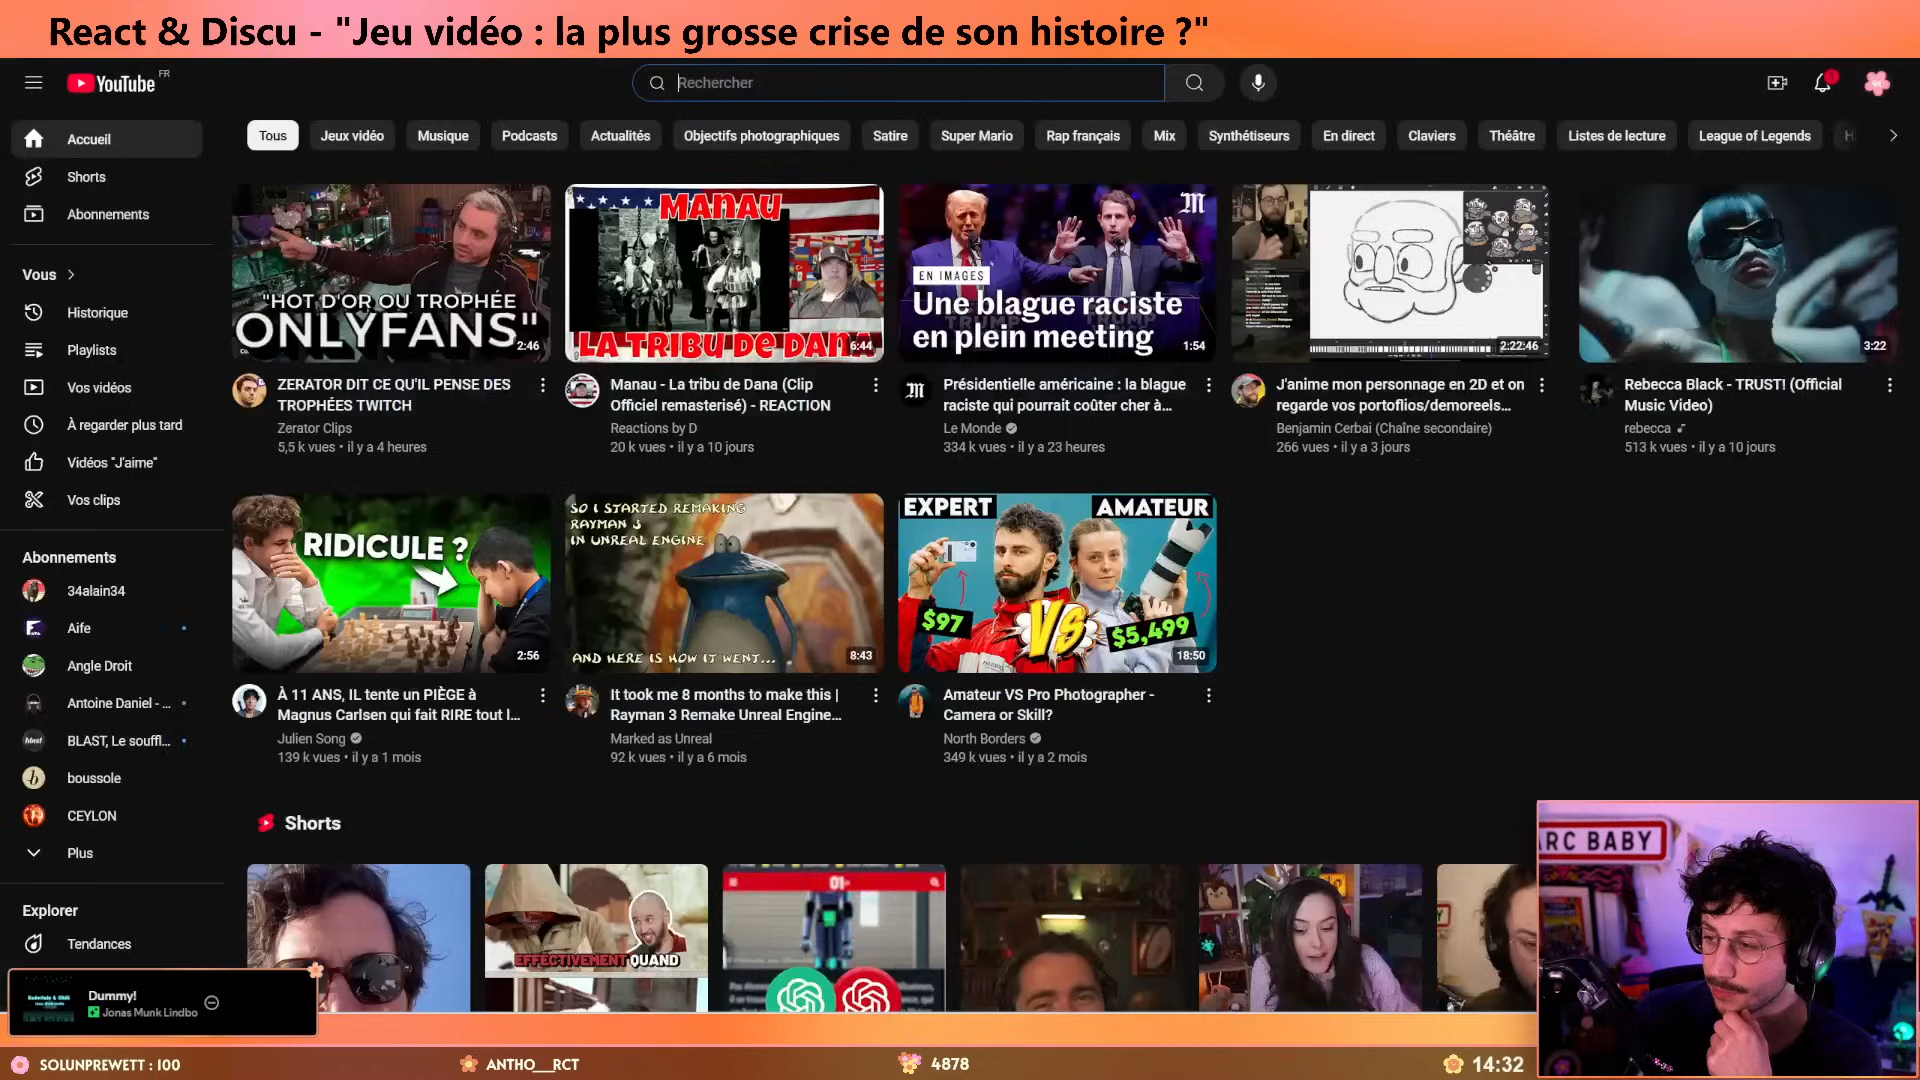 React & Discu - "Jeu vidéo : la plus grosse crise de son histoire ?"
YouTube FR
Rechercher
Tous
Jeux vidéo
Musique
Podcasts
Actualités
Objectifs photographiques
Satire
Super Mario
Rap français
Mix
Synthétiseurs
En direct
Claviers
Théâtre
Listes de lecture
League of Legends
Accueil
Shorts
Abonnements
Vous
Historique
Playlists
Vos vidéos
À regarder plus tard
Vidéos "J'aime"
Vos clips
Abonnements
34alain34
Aife
Angle Droit
Antoine Daniel - ...
BLAST, Le souffl...
boussole
CEYLON
Plus
Explorer
Tendances
"HOT D'OR OU TROPHÉE
ONLYFANS"
2:46
ZERATOR DIT CE QU'IL PENSE DES
TROPHÉES TWITCH
Zerator Clips
5,5 k vues • il y a 4 heures
MANAU
LA TRIBU De DANA
6:44
Manau - La tribu de Dana (Clip
Officiel remasterisé) - REACTION
Reactions by D
20 k vues • il y a 10 jours
EN IMAGES
Une blague raciste
en plein meeting
1:54
Présidentielle américaine : la blague
raciste qui pourrait coûter cher à...
Le Monde
334 k vues • il y a 23 heures
2:22:46
J'anime mon personnage en 2D et on
regarde vos portoflios/demoreels...
Benjamin Cerbai (Chaîne secondaire)
266 vues • il y a 3 jours
3:22
Rebecca Black - TRUST! (Official
Music Video)
rebecca
513 k vues • il y a 10 jours
RIDICULE ?
2:56
À 11 ANS, IL tente un PIÈGE à
Magnus Carlsen qui fait RIRE tout l...
Julien Song
139 k vues • il y a 1 mois
SO I STARTED REMAKING
RAYMAN 3
IN UNREAL ENGINE
AND HERE IS HOW IT WENT...
8:43
It took me 8 months to make this |
Rayman 3 Remake Unreal Engine...
Marked as Unreal
92 k vues • il y a 6 mois
EXPERT
AMATEUR
$97
VS
$5,499
18:50
Amateur VS Pro Photographer -
Camera or Skill?
North Borders
349 k vues • il y a 2 mois
Shorts
EFFECTIVEMENT QUAND
ARC BABY
Dummy!
Jonas Munk Lindbo
SOLUNPREWETT : 100
ANTHO__RCT
4878
14:32